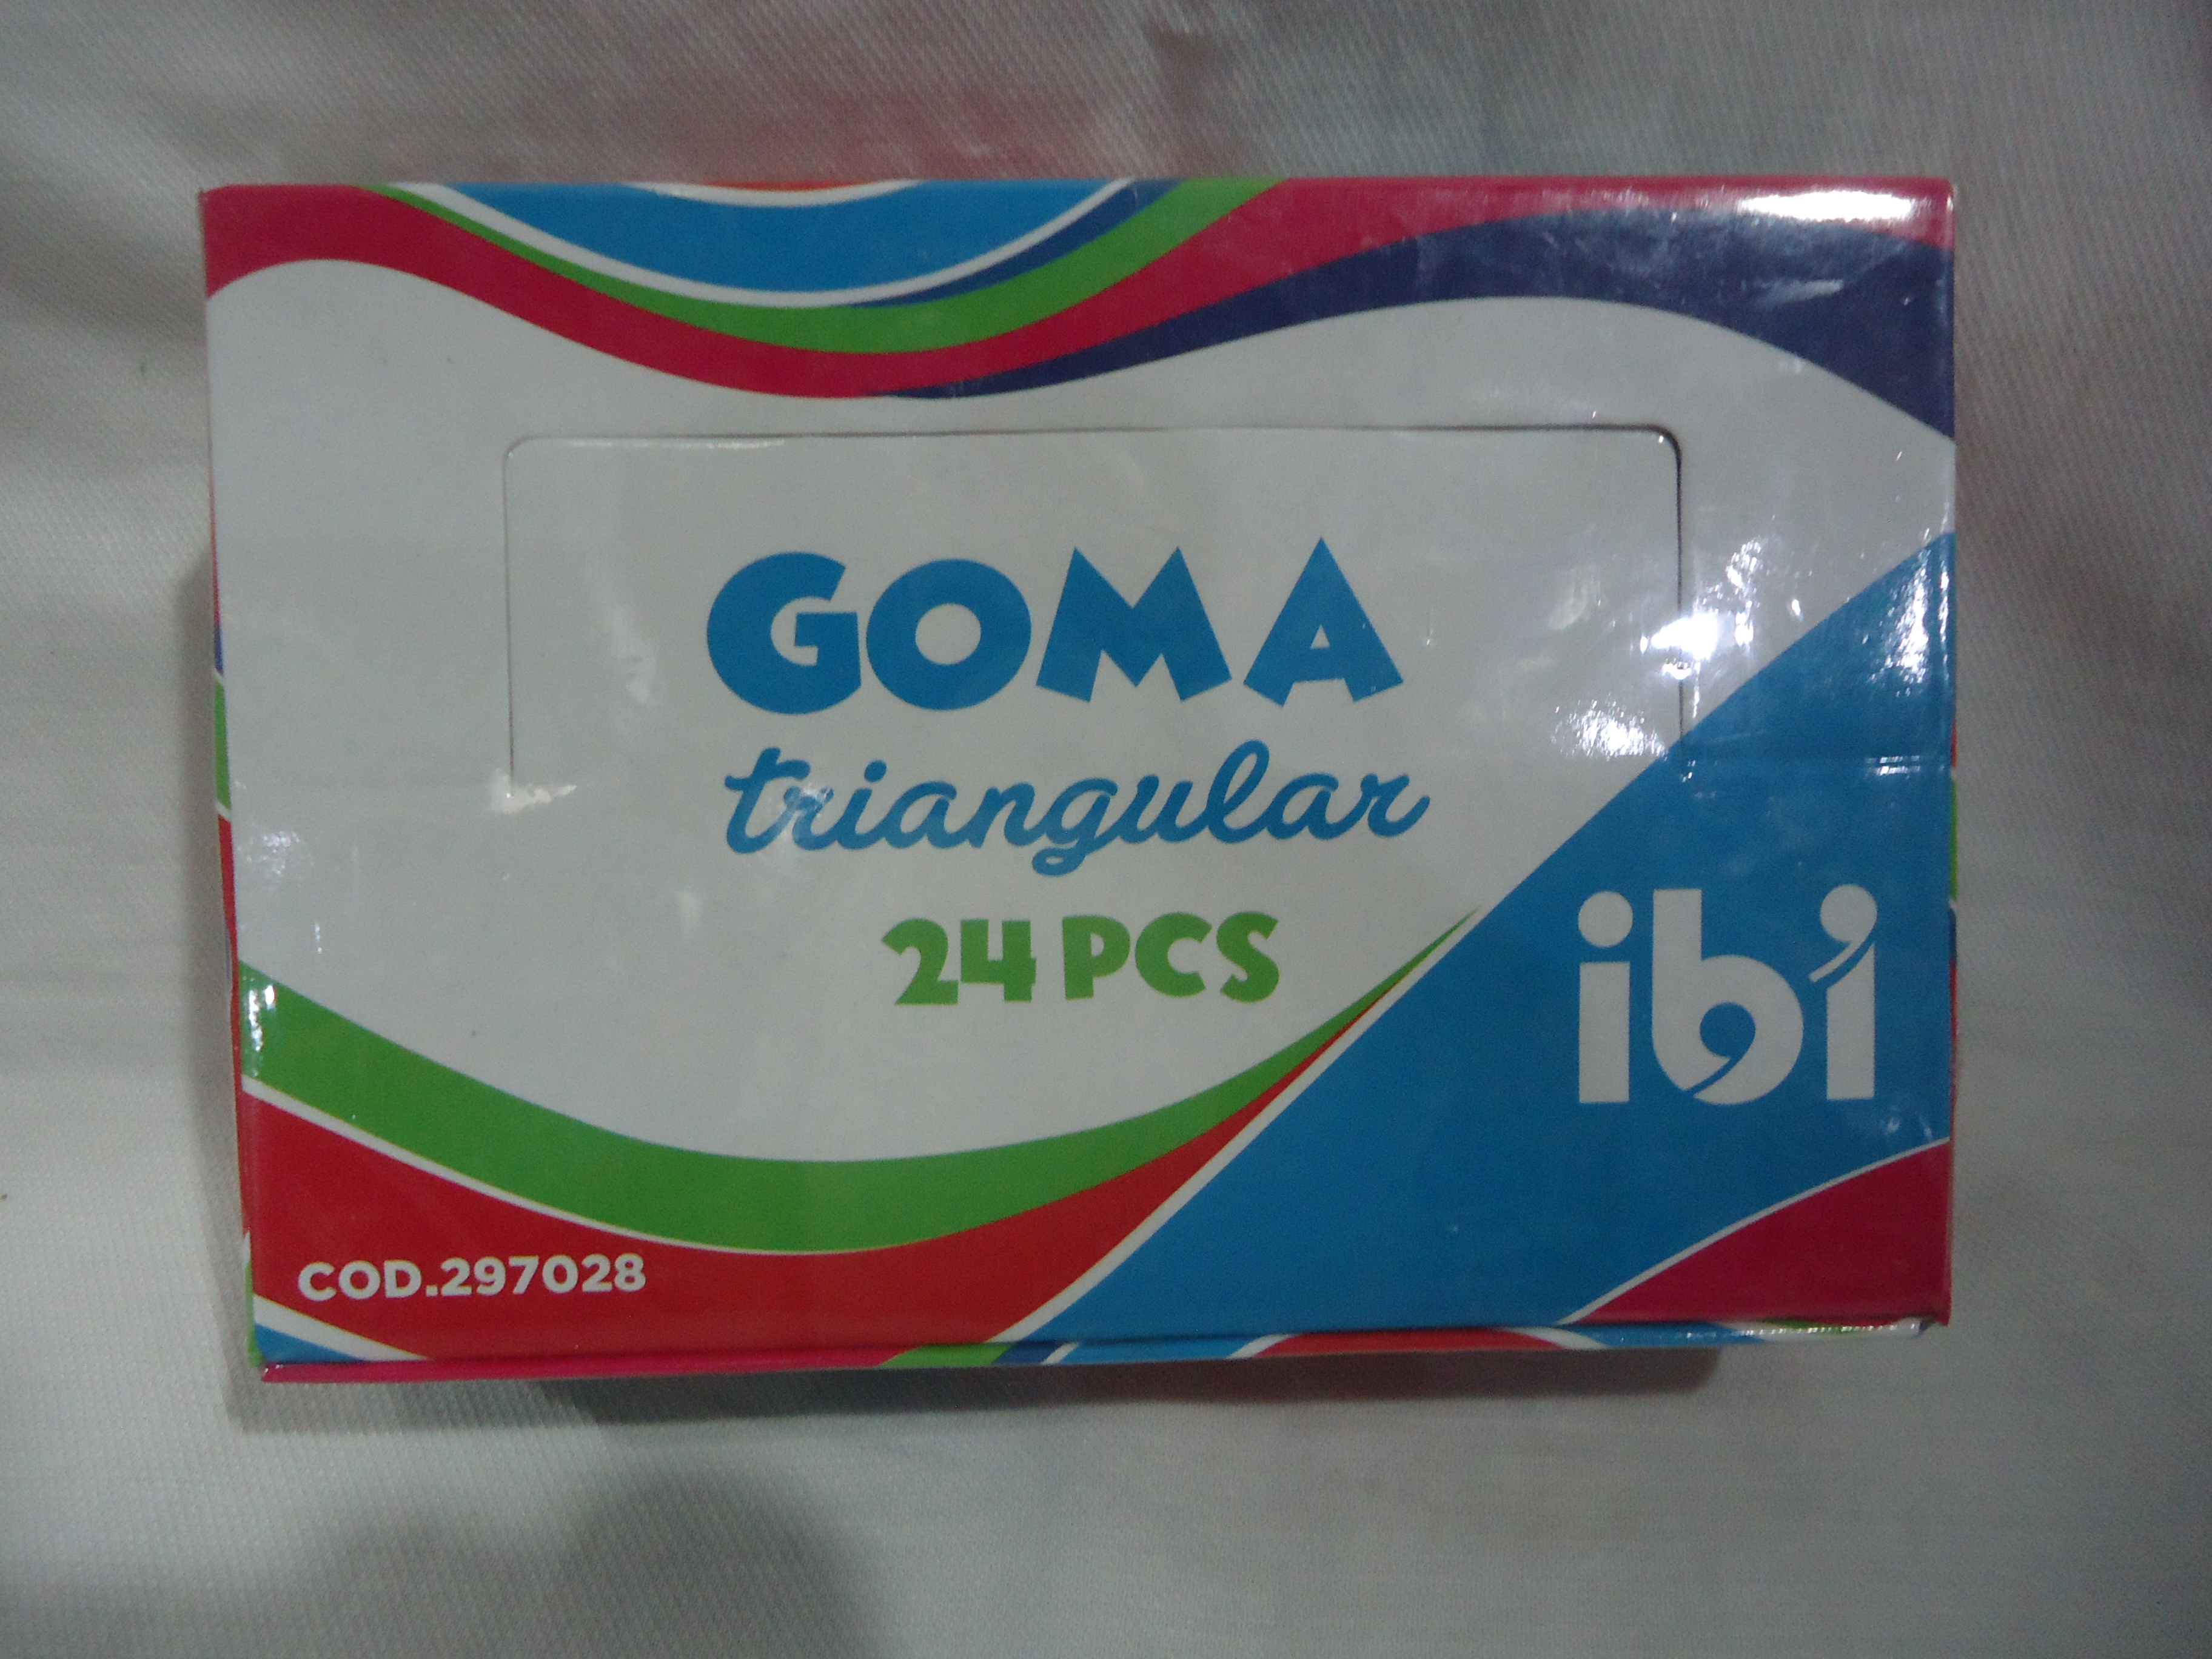 GOMA
triangular
24 PCS
ibi
COD.297028